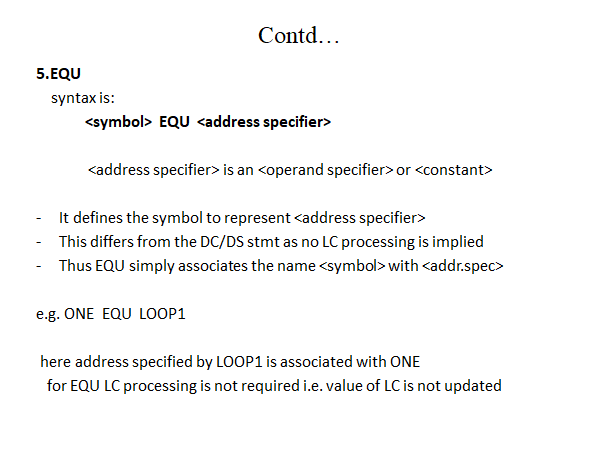 Contd…
5.EQU
syntax is:
<symbol> EQU <address specifier>
<address specifier> is an <operand specifier> or <constant>
- It defines the symbol to represent <address specifier>
- This differs from the DC/DS stmt as no LC processing is implied
- Thus EQU simply associates the name <symbol> with <addr.spec>
e.g. ONE EQU LOOP1
here address specified by LOOP1 is associated with ONE
for EQU LC processing is not required i.e. value of LC is not updated